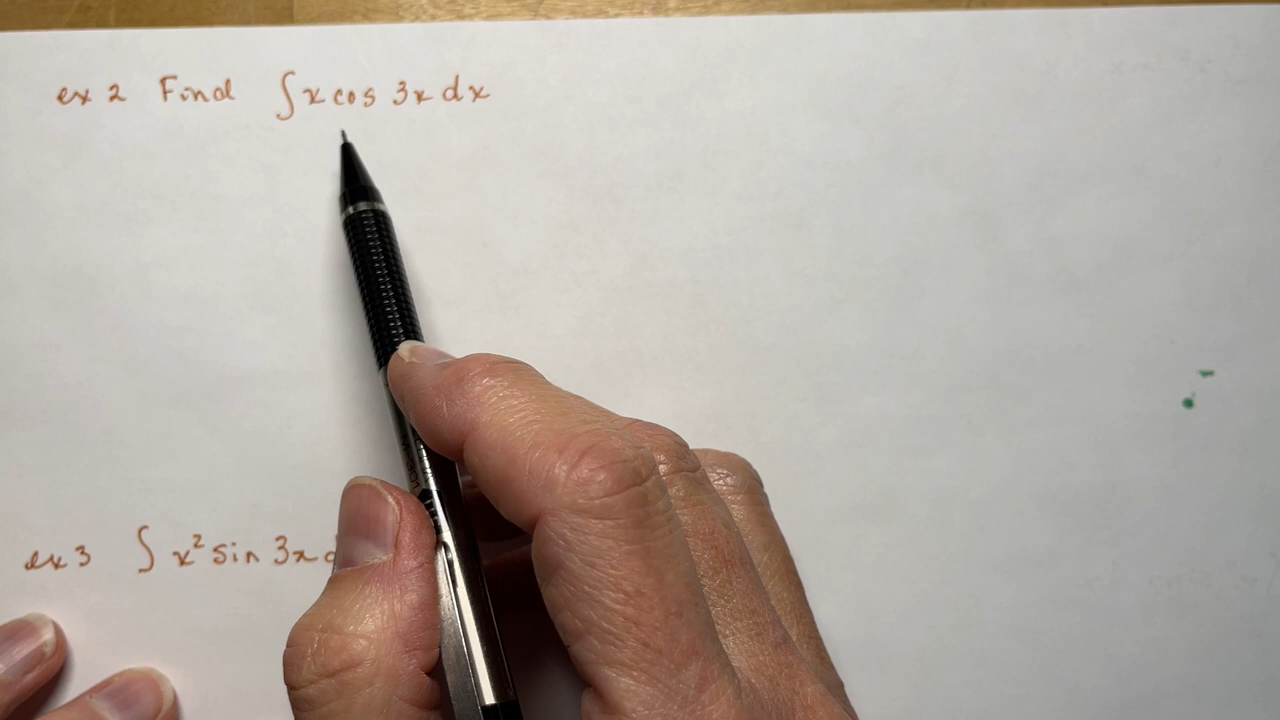 ex 2 Find ∫x cos 3x dx
ex 3 ∫ x² sin 3x